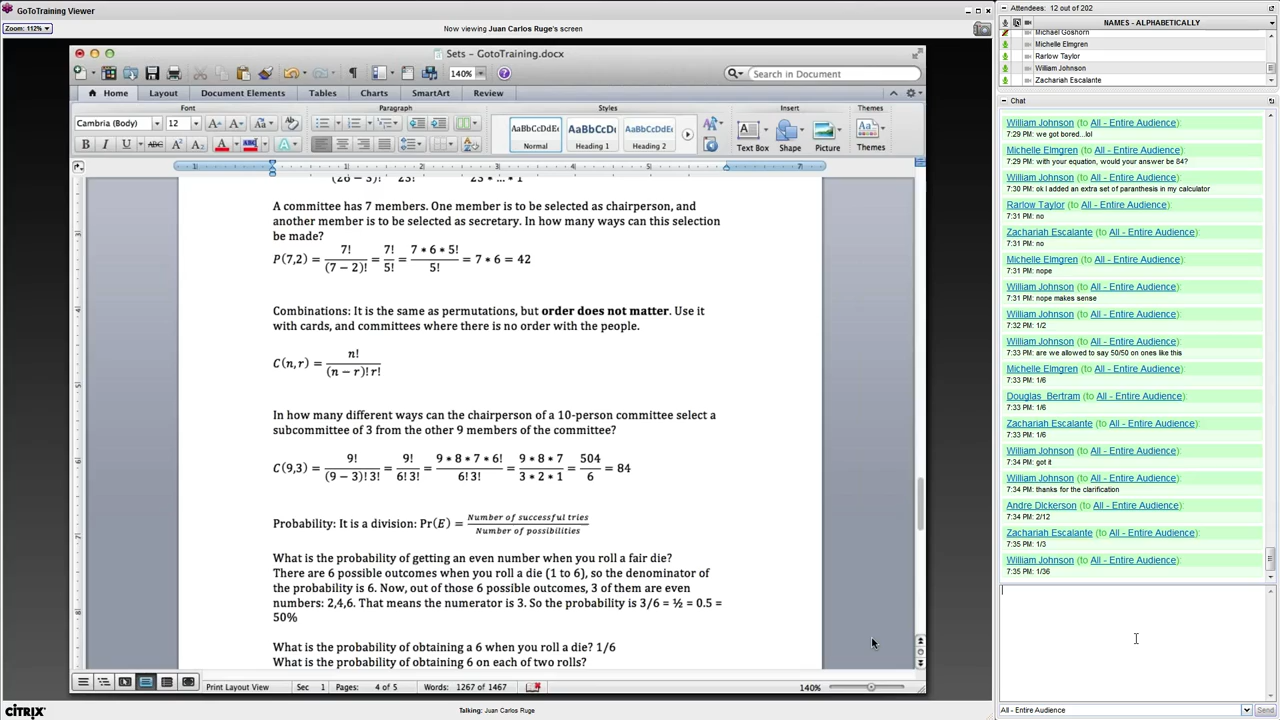 GoToTraining Viewer
Zoom: 112%
Now viewing Juan Carlos Ruge's screen
Sets – GotoTraining.docx
140%
Search in Document
Home Layout Document Elements Tables Charts SmartArt Review
Font Paragraph Styles Insert Themes
Cambria (Body) 12
AaBbCcDdEe AaBbCcDc AaBbCcDdEe
Normal Heading 1 Heading 2
Text Box Shape Picture Themes
A committee has 7 members. One member is to be selected as chairperson, and
another member is to be selected as secretary. In how many ways can this selection
be made?
P(7,2) = 7!/(7 − 2)! = 7!/5! = 7 ∗ 6 ∗ 5!/5! = 7 ∗ 6 = 42
Combinations: It is the same as permutations, but order does not matter. Use it
with cards, and committees where there is no order with the people.
C(n,r) = n!/(n − r)! r!
In how many different ways can the chairperson of a 10-person committee select a
subcommittee of 3 from the other 9 members of the committee?
C(9,3) = 9!/(9 − 3)! 3! = 9!/6! 3! = 9 ∗ 8 ∗ 7 ∗ 6!/6! 3! = 9 ∗ 8 ∗ 7/3 ∗ 2 ∗ 1 = 504/6 = 84
Probability: It is a division: Pr(E) = Number of successful tries/Number of possibilities
What is the probability of getting an even number when you roll a fair die?
There are 6 possible outcomes when you roll a die (1 to 6), so the denominator of
the probability is 6. Now, out of those 6 possible outcomes, 3 of them are even
numbers: 2,4,6. That means the numerator is 3. So the probability is 3/6 = ½ = 0.5 =
50%
What is the probability of obtaining a 6 when you roll a die? 1/6
What is the probability of obtaining 6 on each of two rolls?
Print Layout View Sec 1 Pages: 4 of 5 Words: 1267 of 1467 140%
CITRIX
Talking: Juan Carlos Ruge
Attendees: 12 out of 202
NAMES - ALPHABETICALLY
Michael Goshorn
Michelle Elmgren
Rarlow Taylor
William Johnson
Zachariah Escalante
Chat
William Johnson (to All - Entire Audience):
7:29 PM: we got bored...lol
Michelle Elmgren (to All - Entire Audience):
7:29 PM: with your equation, would your answer be 84?
William Johnson (to All - Entire Audience):
7:30 PM: ok I added an extra set of paranthesis in my calculator
Rarlow Taylor (to All - Entire Audience):
7:31 PM: no
Zachariah Escalante (to All - Entire Audience):
7:31 PM: no
Michelle Elmgren (to All - Entire Audience):
7:31 PM: nope
William Johnson (to All - Entire Audience):
7:31 PM: nope makes sense
William Johnson (to All - Entire Audience):
7:32 PM: 1/2
William Johnson (to All - Entire Audience):
7:33 PM: are we allowed to say 50/50 on ones like this
Michelle Elmgren (to All - Entire Audience):
7:33 PM: 1/6
Douglas Bertram (to All - Entire Audience):
7:33 PM: 1/6
Zachariah Escalante (to All - Entire Audience):
7:33 PM: 1/6
William Johnson (to All - Entire Audience):
7:34 PM: got it
William Johnson (to All - Entire Audience):
7:34 PM: thanks for the clarification
Andre Dickerson (to All - Entire Audience):
7:34 PM: 2/12
Zachariah Escalante (to All - Entire Audience):
7:35 PM: 1/3
William Johnson (to All - Entire Audience):
7:35 PM: 1/36
All - Entire Audience
Send